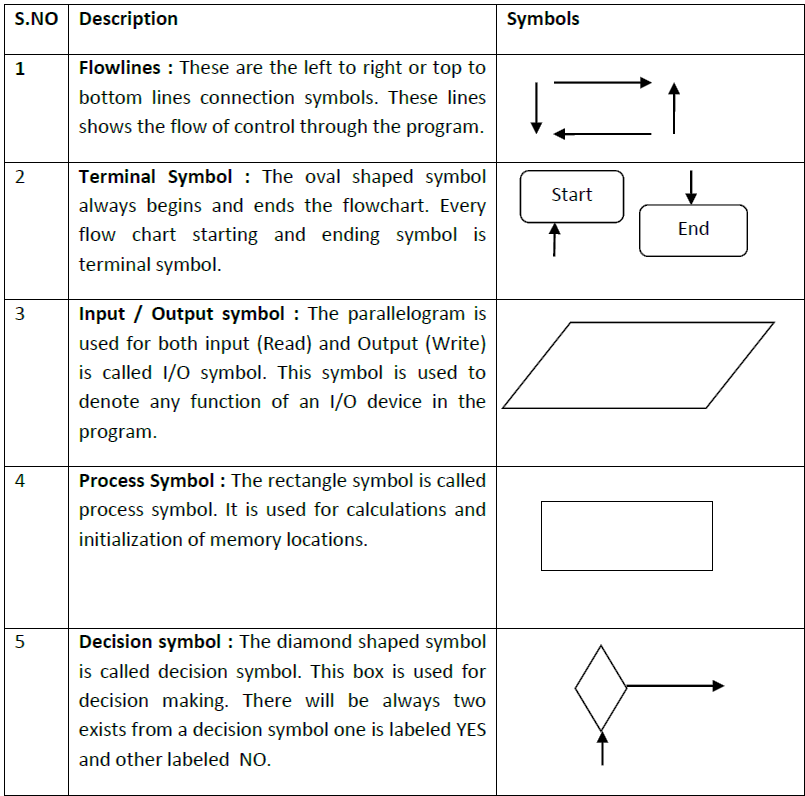 S.NO Description Symbols
1 Flowlines : These are the left to right or top to
bottom lines connection symbols. These lines
shows the flow of control through the program.
2 Terminal Symbol : The oval shaped symbol
always begins and ends the flowchart. Every
flow chart starting and ending symbol is
terminal symbol.
Start
End
3 Input / Output symbol : The parallelogram is
used for both input (Read) and Output (Write)
is called I/O symbol. This symbol is used to
denote any function of an I/O device in the
program.
4 Process Symbol : The rectangle symbol is called
process symbol. It is used for calculations and
initialization of memory locations.
5 Decision symbol : The diamond shaped symbol
is called decision symbol. This box is used for
decision making. There will be always two
exists from a decision symbol one is labeled YES
and other labeled NO.